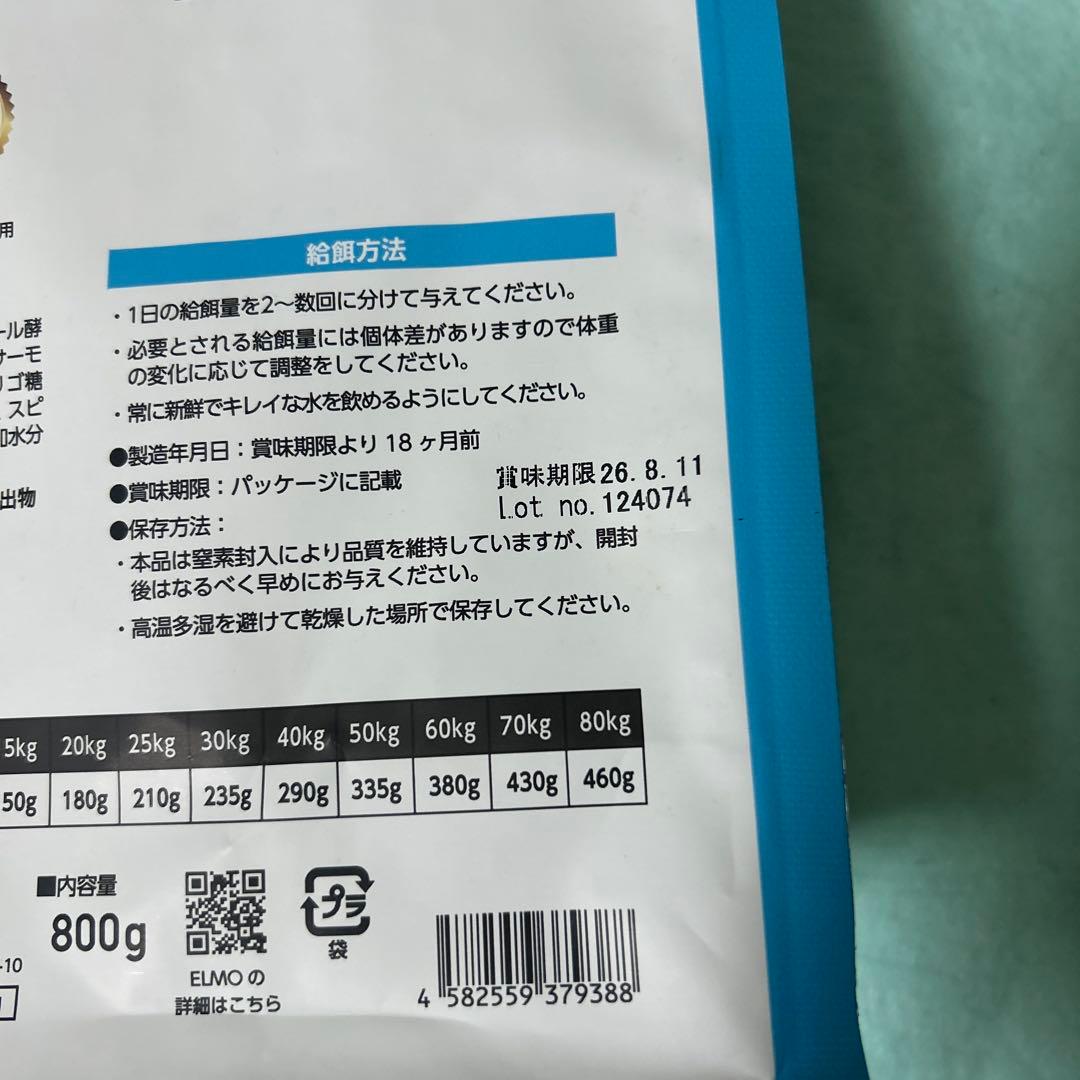 用
ール酵
サーモ
リゴ糖
スピ
加水分
出物
給餌方法
・1日の給餌量を2〜数回に分けて与えてください。
・必要とされる給餌量には個体差がありますので体重
の変化に応じて調整をしてください。
・常に新鮮でキレイな水を飲めるようにしてください。
●製造年月日：賞味期限より 18 ヶ月前
●賞味期限：パッケージに記載
賞味期限26.8.11
Lot no.124074
●保存方法：
・本品は窒素封入により品質を維持していますが、開封
後はなるべく早めにお与えください。
・高温多湿を避けて乾燥した場所で保存してください。
5kg 20kg 25kg 30kg 40kg 50kg 60kg 70kg 80kg
50g 180g 210g 235g 290g 335g 380g 430g 460g
■内容量
800g
プラ
袋
ELMO の
詳細はこちら
-10
4 582559 379388